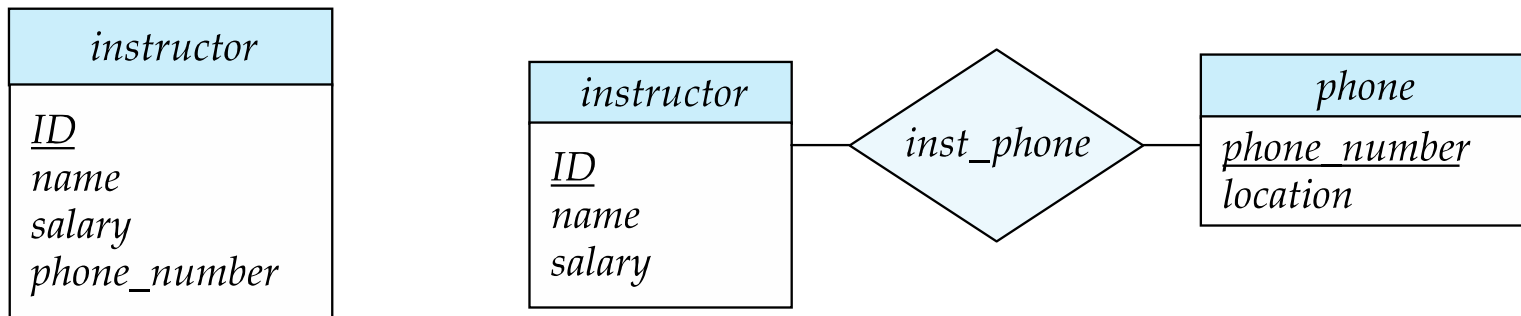 instructor
ID
name
salary
phone_number
instructor
ID
name
salary
inst_phone
phone
phone_number
location